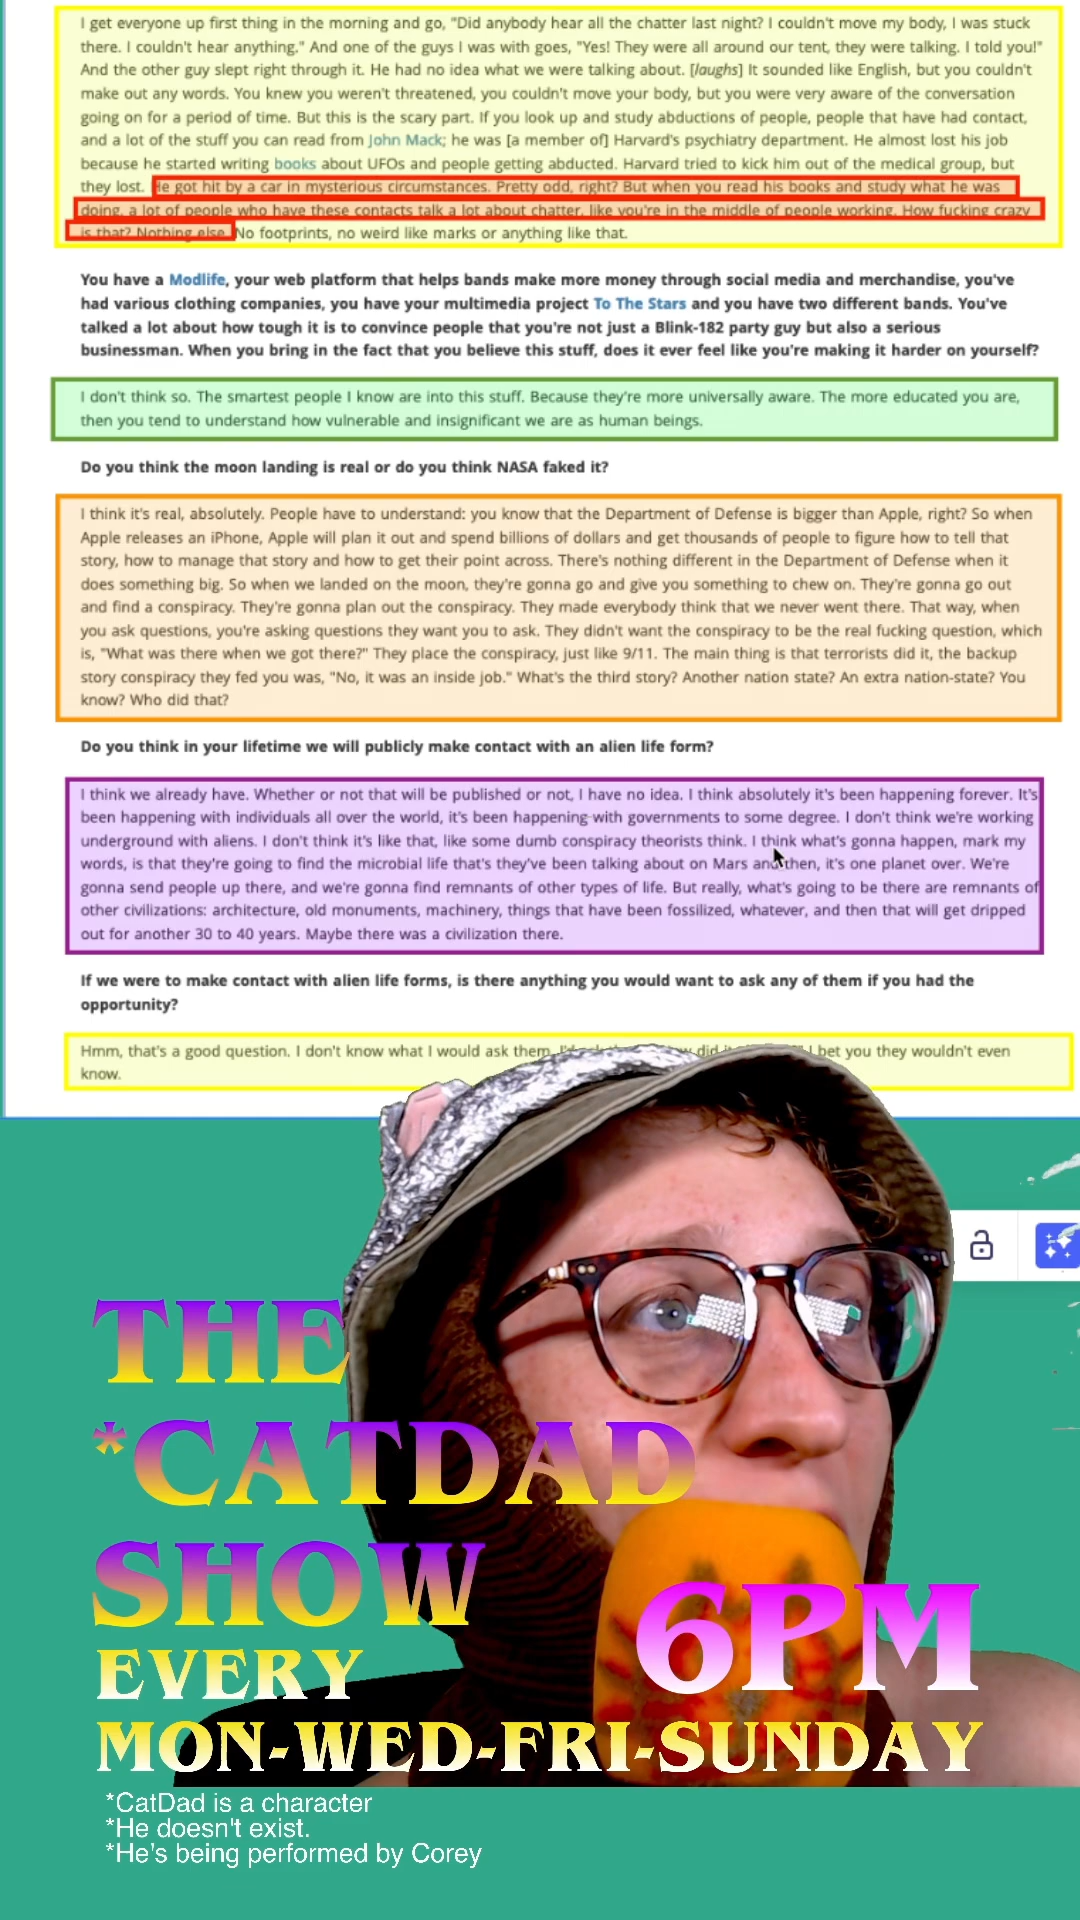 I get everyone up first thing in the morning and go, "Did anybody hear all the chatter last night? I couldn't move my body, I was stuck
there. I couldn't hear anything." And one of the guys I was with goes, "Yes! They were all around our tent, they were talking. I told you!"
And the other guy slept right through it. He had no idea what we were talking about. [laughs] It sounded like English, but you couldn't
make out any words. You knew you weren't threatened, you couldn't move your body, but you were very aware of the conversation
going on for a period of time. But this is the scary part. If you look up and study abductions of people, people that have had contact,
and a lot of the stuff you can read from John Mack; he was [a member of] Harvard's psychiatry department. He almost lost his job
because he started writing books about UFOs and people getting abducted. Harvard tried to kick him out of the medical group, but
they lost. He got hit by a car in mysterious circumstances. Pretty odd, right? But when you read his books and study what he was
doing, a lot of people who have these contacts talk a lot about chatter, like you're in the middle of people working. How fucking crazy
is that? Nothing else. No footprints, no weird like marks or anything like that.
You have a Modlife, your web platform that helps bands make more money through social media and merchandise, you've
had various clothing companies, you have your multimedia project To The Stars and you have two different bands. You've
talked a lot about how tough it is to convince people that you're not just a Blink-182 party guy but also a serious
businessman. When you bring in the fact that you believe this stuff, does it ever feel like you're making it harder on yourself?
I don't think so. The smartest people I know are into this stuff. Because they're more universally aware. The more educated you are,
then you tend to understand how vulnerable and insignificant we are as human beings.
Do you think the moon landing is real or do you think NASA faked it?
I think it's real, absolutely. People have to understand: you know that the Department of Defense is bigger than Apple, right? So when
Apple releases an iPhone, Apple will plan it out and spend billions of dollars and get thousands of people to figure how to tell that
story, how to manage that story and how to get their point across. There's nothing different in the Department of Defense when it
does something big. So when we landed on the moon, they're gonna go and give you something to chew on. They're gonna go out
and find a conspiracy. They're gonna plan out the conspiracy. They made everybody think that we never went there. That way, when
you ask questions, you're asking questions they want you to ask. They didn't want the conspiracy to be the real fucking question, which
is, "What was there when we got there?" They place the conspiracy, just like 9/11. The main thing is that terrorists did it, the backup
story conspiracy they fed you was, "No, it was an inside job." What's the third story? Another nation state? An extra nation-state? You
know? Who did that?
Do you think in your lifetime we will publicly make contact with an alien life form?
I think we already have. Whether or not that will be published or not, I have no idea. I think absolutely it's been happening forever. It's
been happening with individuals all over the world, it's been happening with governments to some degree. I don't think we're working
underground with aliens. I don't think it's like that, like some dumb conspiracy theorists think. I think what's gonna happen, mark my
words, is that they're going to find the microbial life that's they've been talking about on Mars and then, it's one planet over. We're
gonna send people up there, and we're gonna find remnants of other types of life. But really, what's going to be there are remnants of
other civilizations: architecture, old monuments, machinery, things that have been fossilized, whatever, and then that will get dripped
out for another 30 to 40 years. Maybe there was a civilization there.
If we were to make contact with alien life forms, is there anything you would want to ask any of them if you had the
opportunity?
Hmm, that's a good question. I don't know what I would ask them. did I bet you they wouldn't even
know.
THE
*CATDAD
SHOW
6PM
EVERY
MON-WED-FRI-SUNDAY
*CatDad is a character
*He doesn't exist.
*He's being performed by Corey